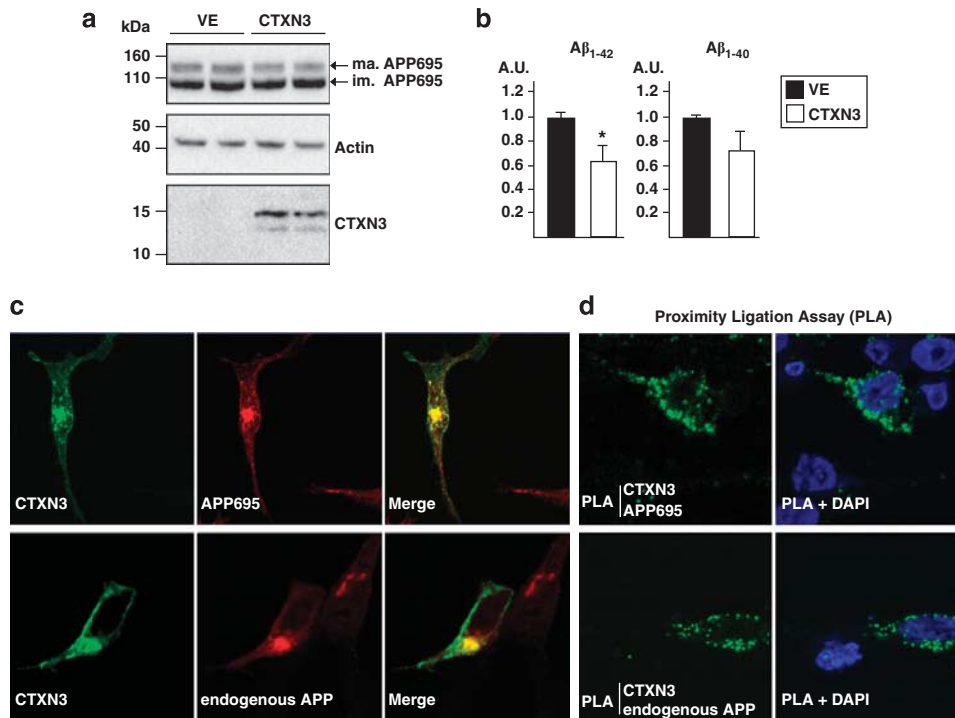 a
kDa
VE
CTXN3
160
110
ma. APP695
im. APP695
50
40
Actin
15
10
CTXN3
b
Aβ1-42
A.U.
1.2
1.0
0.8
0.6
0.4
0.2
*
Aβ1-40
A.U.
1.2
1.0
0.8
0.6
0.4
0.2
VE
CTXN3
c
CTXN3
APP695
Merge
CTXN3
endogenous APP
Merge
d
Proximity Ligation Assay (PLA)
PLA CTXN3
APP695
PLA + DAPI
PLA CTXN3
endogenous APP
PLA + DAPI